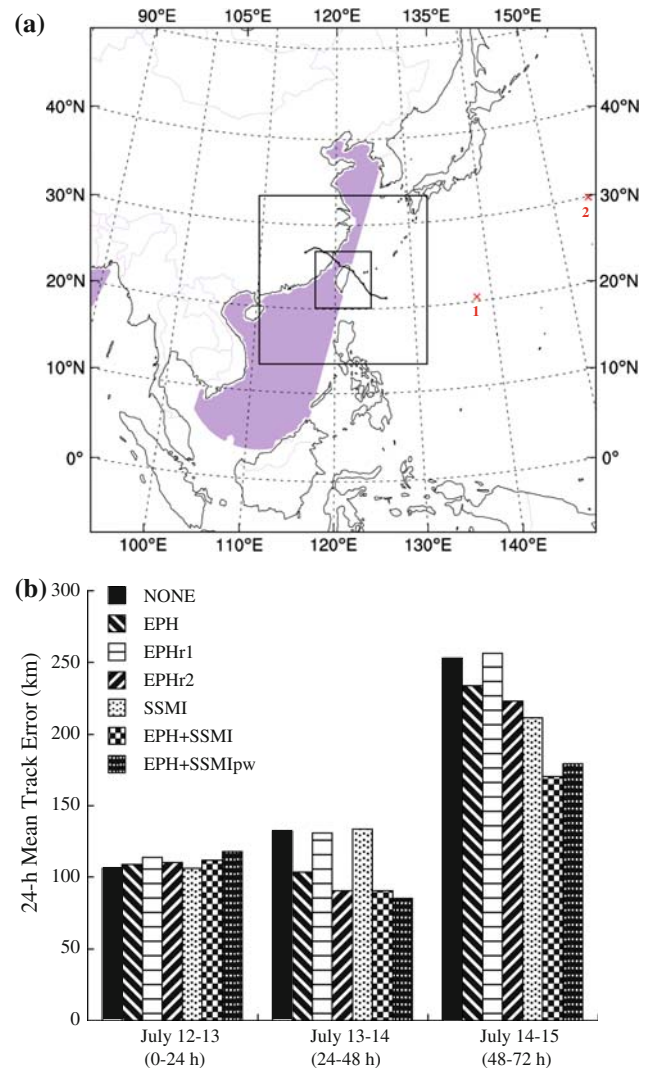 (a)
90°E 105°E 120°E 135°E 150°E
40°N 40°N
30°N 30°N
2
20°N 20°N
1
10°N 10°N
0° 0°
100°E 110°E 120°E 130°E 140°E
(b)
24-h Mean Track Error (km)
300
250
200
150
100
50
0
NONE
EPH
EPHr1
EPHr2
SSMI
EPH+SSMI
EPH+SSMIpw
July 12-13 July 13-14 July 14-15
(0-24 h) (24-48 h) (48-72 h)